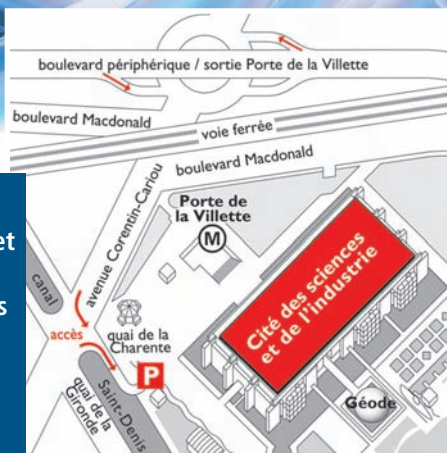 boulevard périphérique / sortie Porte de la Villette
boulevard Macdonald
voie ferrée
boulevard Macdonald
avenue Corentin-Cariou
Porte de
la Villette
M
et
s
canal
accès
quai de la
Charente
P
Cité des sciences
et de l'industrie
Géode
Saint-Denis
quai de la
Gironde